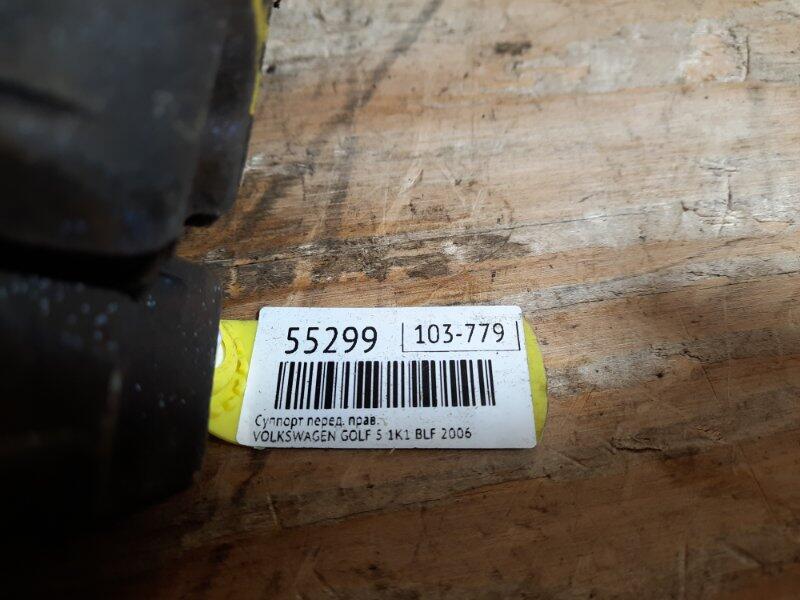 55299 103-779
Суппорт перед. прав.
VOLKSWAGEN GOLF 5 1K1 BLF 2006